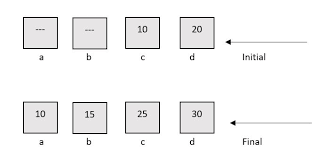 --- --- 10 20
a b c d Initial
10 15 25 30
a b c d Final